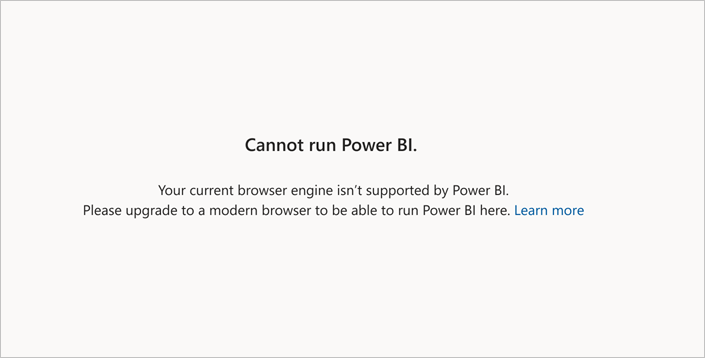 Cannot run Power BI.
Your current browser engine isn’t supported by Power BI.
Please upgrade to a modern browser to be able to run Power BI here. Learn more